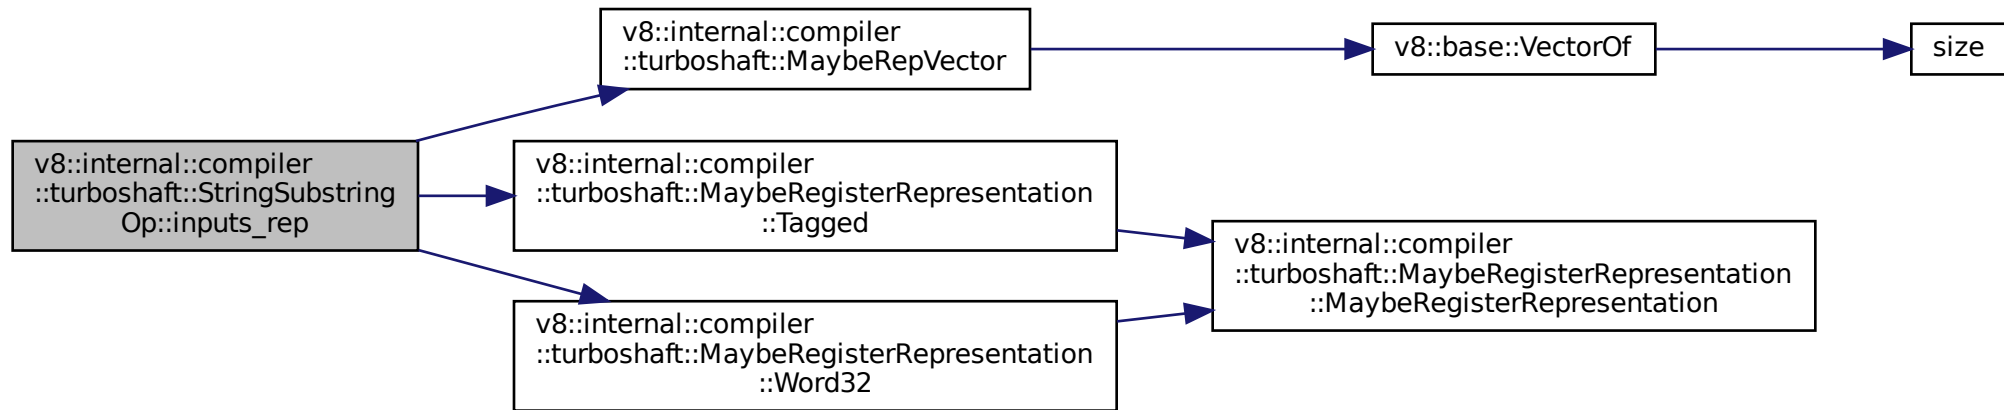 v8::internal::compiler
::turboshaft::StringSubstring
Op::inputs_rep
v8::internal::compiler
::turboshaft::MaybeRepVector
v8::base::VectorOf
size
v8::internal::compiler
::turboshaft::MaybeRegisterRepresentation
::Tagged
v8::internal::compiler
::turboshaft::MaybeRegisterRepresentation
::MaybeRegisterRepresentation
v8::internal::compiler
::turboshaft::MaybeRegisterRepresentation
::Word32